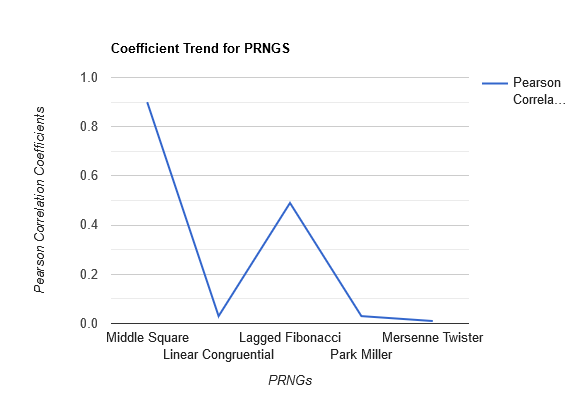 Coefficient Trend for PRNGS
1.0
0.8
0.6
0.4
0.2
0.0
Pearson Correlation Coefficients
Pearson
Correla...
Middle Square
Lagged Fibonacci
Mersenne Twister
Linear Congruential
Park Miller
PRNGs